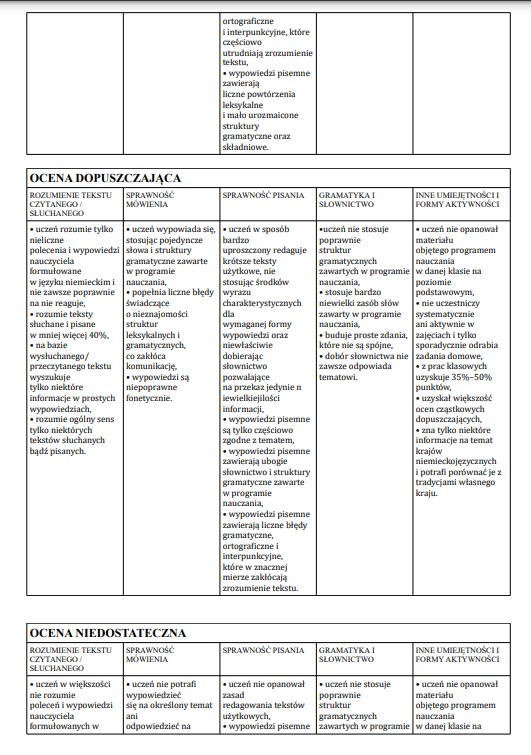 ortograficzne
i interpunkcyjne, które
częściowo
utrudniają zrozumienie
tekstu,
• wypowiedzi pisemne
zawierają
liczne powtórzenia
leksykalne
i mało urozmaicone
struktury
gramatyczne oraz
składniowe.
OCENA DOPUSZCZAJĄCA
ROZUMIENIE TEKSTU
CZYTANEGO /
SŁUCHANEGO
SPRAWNOŚĆ
MÓWIENIA
SPRAWNOŚĆ PISANIA
GRAMATYKA I
SŁOWNICTWO
INNE UMIEJĘTNOŚCI I
FORMY AKTYWNOŚCI
• uczeń rozumie tylko
nieliczne
polecenia i wypowiedzi
nauczyciela
formułowane
w języku niemieckim i
nie zawsze poprawnie
na nie reaguje,
• rozumie teksty
słuchane i pisane
w mniej więcej 40%,
• na bazie
wysłuchanego/
przeczytanego tekstu
wyszukuje
tylko niektóre
informacje w prostych
wypowiedziach,
• rozumie ogólny sens
tylko niektórych
tekstów słuchanych
bądź pisanych.
• uczeń wypowiada się,
stosując pojedyncze
słowa i struktury
gramatyczne zawarte
w programie
nauczania,
• popełnia liczne błędy
świadczące
o nieznajomości
struktur
leksykalnych i
gramatycznych,
co zakłóca
komunikację,
• wypowiedzi są
niepoprawne
fonetycznie.
• uczeń w sposób
bardzo
uproszczony redaguje
krótsze teksty
użytkowe, nie
stosując środków
wyrazu
charakterystycznych
dla
wymaganej formy
wypowiedzi oraz
niewłaściwie
dobierając
słownictwo
pozwalające
na przekaz jedynie n
iewielkiejilości
informacji,
• wypowiedzi pisemne
są tylko częściowo
zgodne z tematem,
• wypowiedzi pisemne
zawierają ubogie
słownictwo i struktury
gramatyczne zawarte
w programie
nauczania,
• wypowiedzi pisemne
zawierają liczne błędy
gramatyczne,
ortograficzne i
interpunkcyjne,
które w znacznej
mierze zakłócają
zrozumienie tekstu.
•uczeń nie stosuje
poprawnie
struktur
gramatycznych
zawartych w programie
nauczania,
• stosuje bardzo
niewielki zasób słów
zawarty w programie
nauczania,
• buduje proste zdania,
które nie są spójne,
• dobór słownictwa nie
zawsze odpowiada
tematowi.
• uczeń nie opanował
materiału
objętego programem
nauczania
w danej klasie na
poziomie
podstawowym,
• nie uczestniczy
systematycznie
ani aktywnie w
zajęciach i tylko
sporadycznie odrabia
zadania domowe,
• z prac klasowych
uzyskuje 35%–50%
punktów,
• uzyskał większość
ocen cząstkowych
dopuszczających,
• zna tylko niektóre
informacje na temat
krajów
niemieckojęzycznych
i potrafi porównać je z
tradycjami własnego
kraju.
OCENA NIEDOSTATECZNA
ROZUMIENIE TEKSTU
CZYTANEGO /
SŁUCHANEGO
SPRAWNOŚĆ
MÓWIENIA
SPRAWNOŚĆ PISANIA
GRAMATYKA I
SŁOWNICTWO
INNE UMIEJĘTNOŚCI I
FORMY AKTYWNOŚCI
• uczeń w większości
nie rozumie
poleceń i wypowiedzi
nauczyciela
formułowanych w
• uczeń nie potrafi
wypowiedzieć
się na określony temat
ani
odpowiedzieć na
• uczeń nie opanował
zasad
redagowania tekstów
użytkowych,
• wypowiedzi pisemne
• uczeń nie stosuje
poprawnie
struktur
gramatycznych
zawartych w programie
• uczeń nie opanował
materiału
objętego programem
nauczania
w danej klasie na